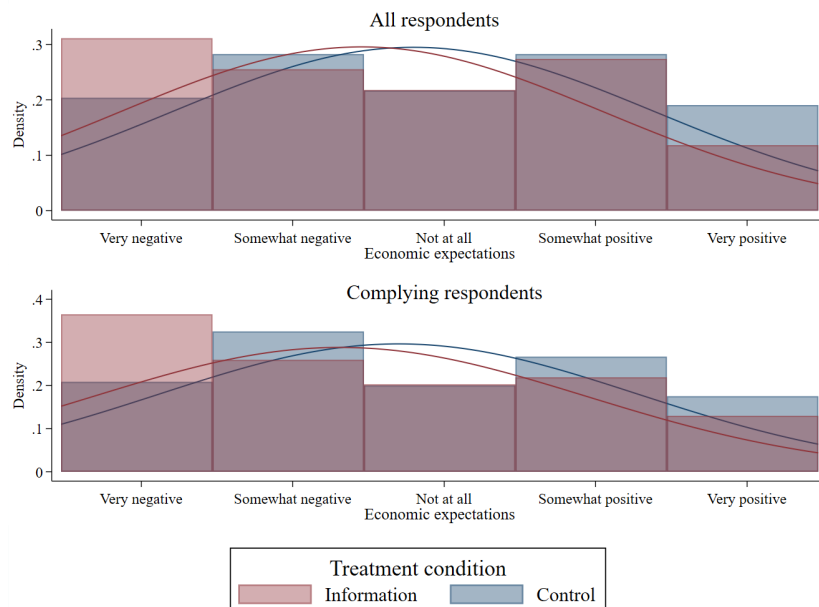 All respondents
Density
.3
.2
.1
0
Very negative Somewhat negative Not at all Somewhat positive Very positive
Economic expectations
Complying respondents
Density
.4
.3
.2
.1
0
Very negative Somewhat negative Not at all Somewhat positive Very positive
Economic expectations
Treatment condition
Information Control